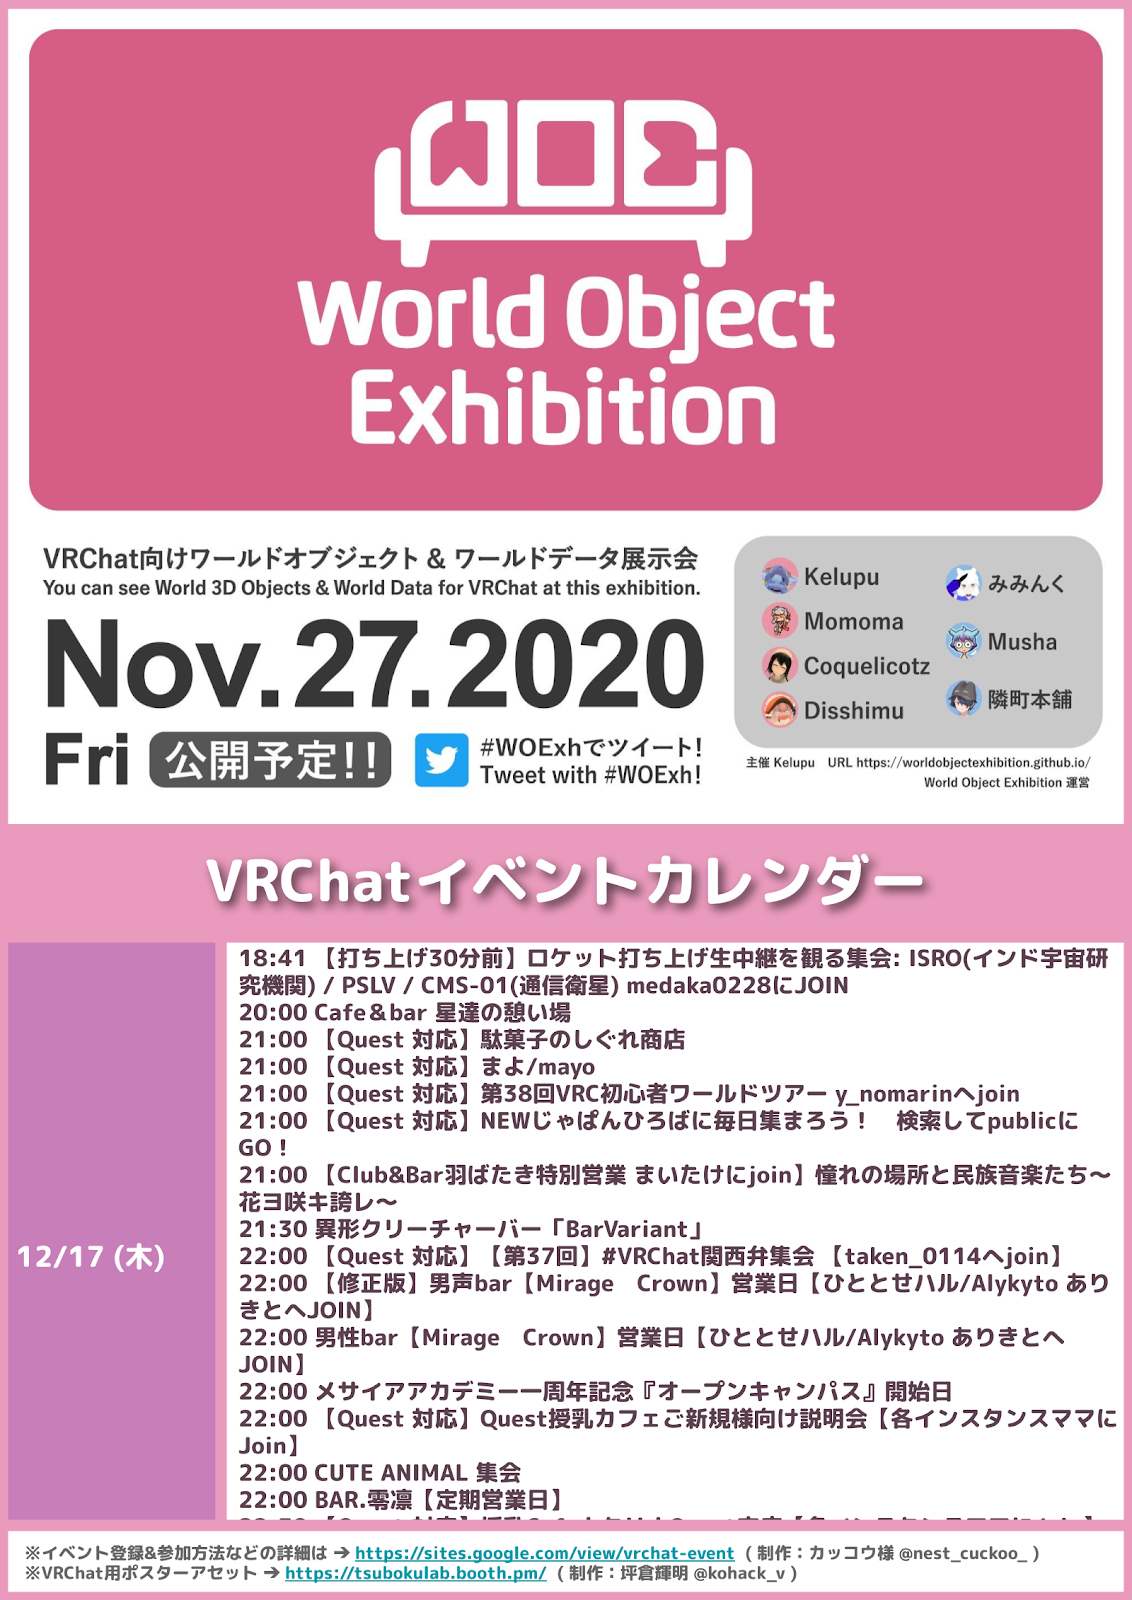 WOE
World Object
Exhibition
VRChat向けワールドオブジェクト & ワールドデータ展示会
You can see World 3D Objects & World Data for VRChat at this exhibition.
Nov.27.2020
Fri 公開予定!!
#WOExhでツイート!
Tweet with #WOExh!
Kelupu
Momoma
Coquelicotz
Disshimu
みみんく
Musha
隣町本舗
主催 Kelupu URL https://worldobjectexhibition.github.io/
World Object Exhibition 運営
VRChatイベントカレンダー
12/17 (木)
18:41 【打ち上げ30分前】ロケット打ち上げ生中継を観る集会: ISRO(インド宇宙研
究機関) / PSLV / CMS-01(通信衛星) medaka0228にJOIN
20:00 Cafe＆bar 星達の憩い場
21:00 【Quest 対応】駄菓子のしぐれ商店
21:00 【Quest 対応】まよ/mayo
21:00 【Quest 対応】第38回VRC初心者ワールドツアー y_nomarinへjoin
21:00 【Quest 対応】NEWじゃぱんひろばに毎日集まろう！　検索してpublicに
GO！
21:00 【Club&Bar羽ばたき特別営業 まいたけにjoin】憧れの場所と民族音楽たち〜
花ヨ咲キ誇レ〜
21:30 異形クリーチャーバー「BarVariant」
22:00 【Quest 対応】【第37回】#VRChat関西弁集会 【taken_0114へjoin】
22:00 【修正版】男声bar【Mirage　Crown】営業日【ひととせハル/Alykyto あり
きとへJOIN】
22:00 男性bar【Mirage　Crown】営業日【ひととせハル/Alykyto ありきとへ
JOIN】
22:00 メサイアアカデミー一周年記念『オープンキャンパス』開始日
22:00 【Quest 対応】Quest授乳カフェご新規様向け説明会【各インスタンスママに
Join】
22:00 CUTE ANIMAL 集会
22:00 BAR.零凛【定期営業日】
※イベント登録&参加方法などの詳細は ➔ https://sites.google.com/view/vrchat-event （ 制作：カッコウ様 @nest_cuckoo_ ）
※VRChat用ポスターアセット ➔ https://tsubokulab.booth.pm/ （ 制作：坪倉輝明 @kohack_v ）